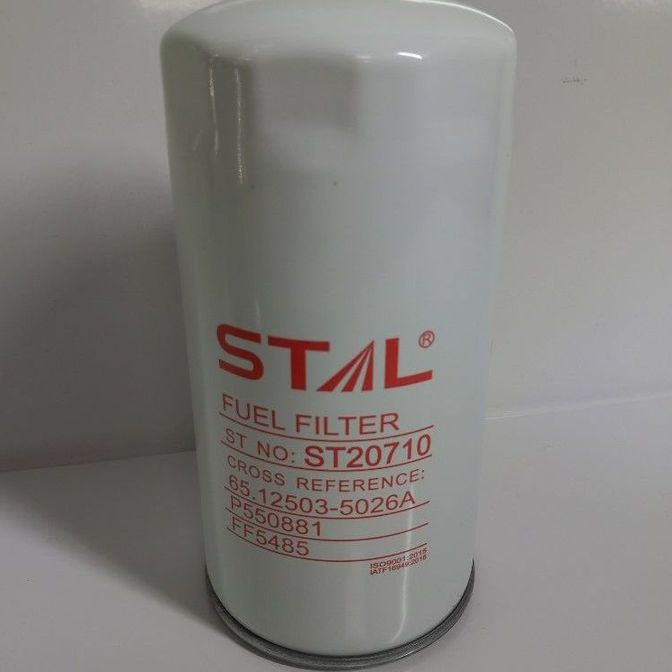 STAL®
FUEL FILTER
ST NO: ST20710
CROSS REFERENCE:
65.12503-5026A
P550881
FF5485
ISO9001:2015
IATF16949:2016